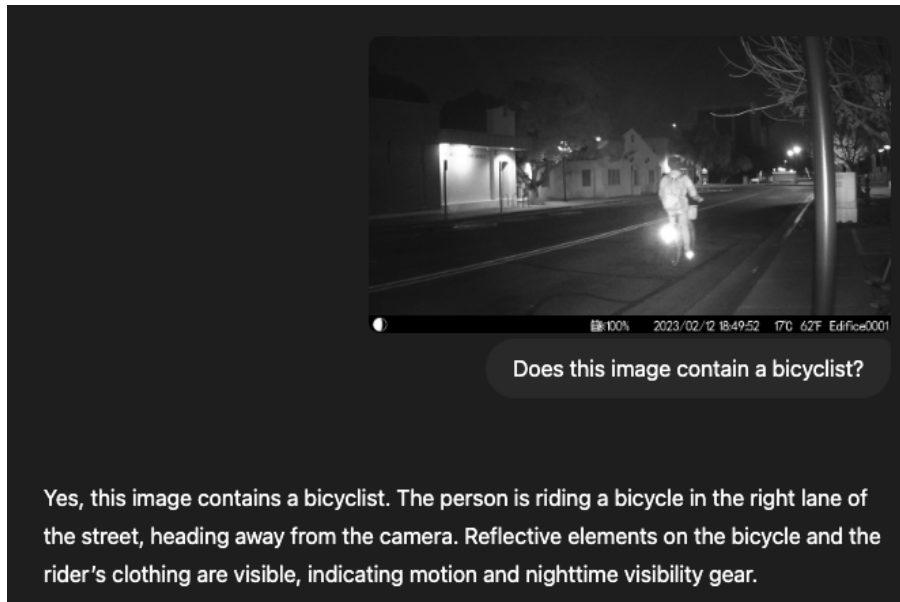 100% 2023/02/12 18:49:52 17°C 62°F Edifice0001
Does this image contain a bicyclist?
Yes, this image contains a bicyclist. The person is riding a bicycle in the right lane of
the street, heading away from the camera. Reflective elements on the bicycle and the
rider's clothing are visible, indicating motion and nighttime visibility gear.